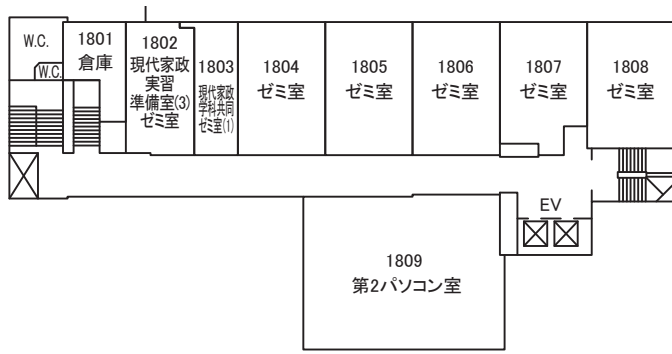 W.C.
W.C.
1801
倉庫
1802
現代家政
実習
準備室(3)
ゼミ室
1803
現代家政
学科共同
ゼミ室(1)
1804
ゼミ室
1805
ゼミ室
1806
ゼミ室
1807
ゼミ室
1808
ゼミ室
EV
1809
第2パソコン室